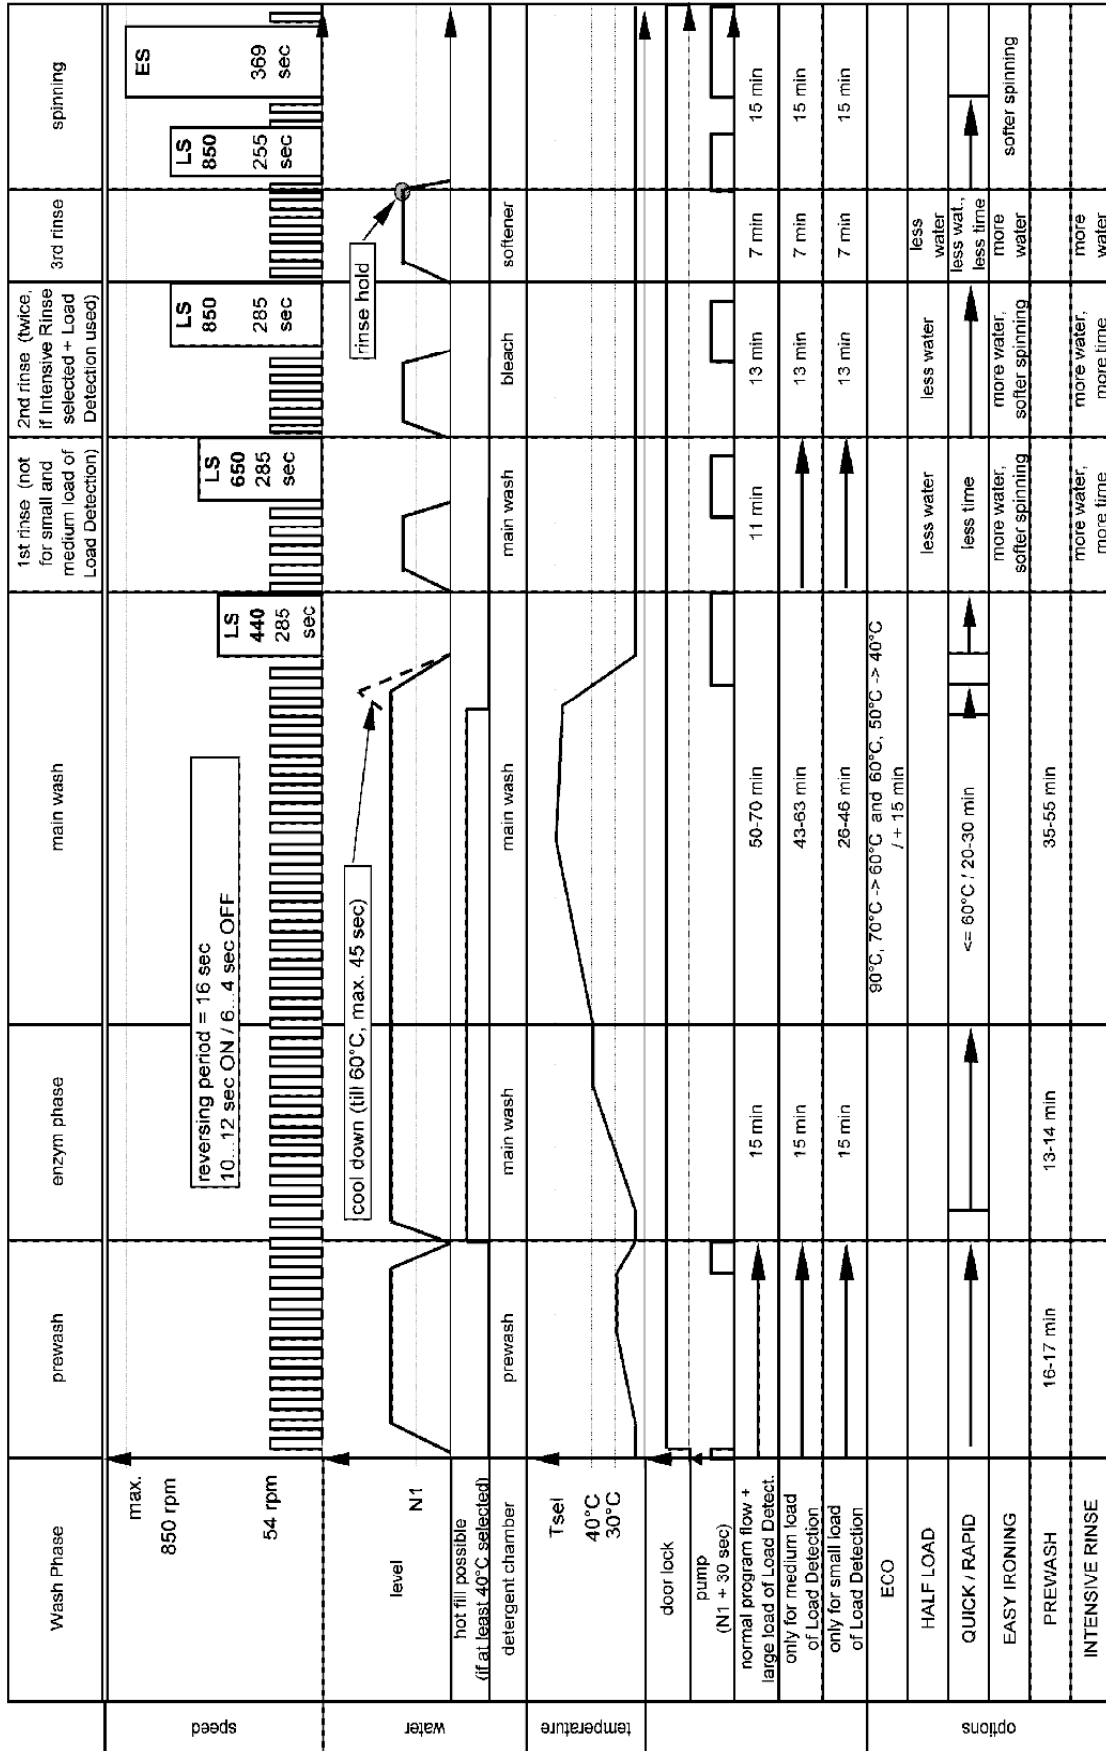 Wash Phase
prewash
enzym phase
main wash
1st rinse (not
for small and
medium load of
Load Detection)
2nd rinse (twice,
if Intensive Rinse
selected + Load
Detection used)
3rd rinse
spinning
speed
max.
850 rpm
54 rpm
reversing period = 16 sec
10...12 sec ON / 6...4 sec OFF
LS
440
285
sec
LS
650
285
sec
LS
850
285
sec
LS
850
255
sec
ES
369
sec
water
level
N1
cool down (till 60°C, max. 45 sec)
rinse hold
hot fill possible
(if at least 40°C selected)
detergent chamber
prewash
main wash
main wash
main wash
bleach
softener
temperature
Tsel
40°C
30°C
door lock
pump
(N1 + 30 sec)
normal program flow +
large load of Load Detect.
15 min
50-70 min
11 min
13 min
7 min
15 min
only for medium load
of Load Detection
15 min
43-63 min
13 min
7 min
15 min
only for small load
of Load Detection
15 min
26-46 min
13 min
7 min
15 min
options
ECO
90°C, 70°C -> 60°C and 60°C, 50°C -> 40°C
/ + 15 min
HALF LOAD
less water
less water
less
water
QUICK / RAPID
<= 60°C / 20-30 min
less time
less wat.,
less time
EASY IRONING
more water,
softer spinning
more water,
softer spinning
more
water
softer spinning
PREWASH
16-17 min
13-14 min
35-55 min
INTENSIVE RINSE
more water,
more time
more water,
more time
more
water